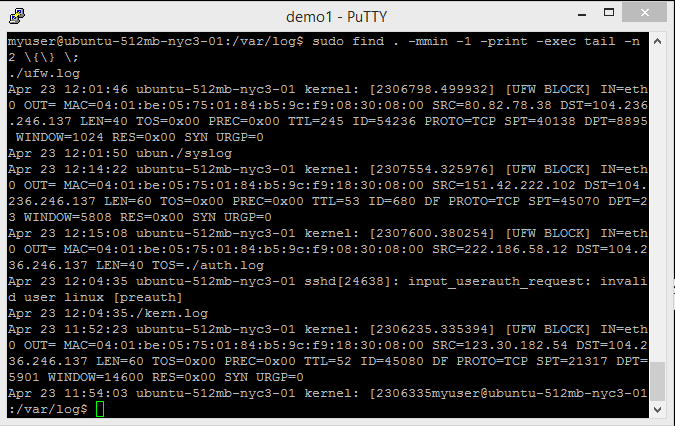 demo1 - PuTTY
myuser@ubuntu-512mb-nyc3-01:/var/log$ sudo find . -mmin -1 -print -exec tail -n
2 \{\} \;
./ufw.log
Apr 23 12:01:46 ubuntu-512mb-nyc3-01 kernel: [2306798.499932] [UFW BLOCK] IN=eth
0 OUT= MAC=04:01:be:05:75:01:84:b5:9c:f9:08:30:08:00 SRC=80.82.78.38 DST=104.236
.246.137 LEN=40 TOS=0x00 PREC=0x00 TTL=245 ID=54236 PROTO=TCP SPT=40138 DPT=8895
 WINDOW=1024 RES=0x00 SYN URGP=0
Apr 23 12:01:50 ubun./syslog
Apr 23 12:14:22 ubuntu-512mb-nyc3-01 kernel: [2307554.325976] [UFW BLOCK] IN=eth
0 OUT= MAC=04:01:be:05:75:01:84:b5:9c:f9:18:30:08:00 SRC=151.42.222.102 DST=104.
236.246.137 LEN=60 TOS=0x00 PREC=0x00 TTL=53 ID=680 DF PROTO=TCP SPT=45070 DPT=2
3 WINDOW=5808 RES=0x00 SYN URGP=0
Apr 23 12:15:08 ubuntu-512mb-nyc3-01 kernel: [2307600.380254] [UFW BLOCK] IN=eth
0 OUT= MAC=04:01:be:05:75:01:84:b5:9c:f9:08:30:08:00 SRC=222.186.58.12 DST=104.2
36.246.137 LEN=40 TOS=./auth.log
Apr 23 12:04:35 ubuntu-512mb-nyc3-01 sshd[24638]: input_userauth_request: invali
d user linux [preauth]
Apr 23 12:04:35./kern.log
Apr 23 11:52:23 ubuntu-512mb-nyc3-01 kernel: [2306235.335394] [UFW BLOCK] IN=eth
0 OUT= MAC=04:01:be:05:75:01:84:b5:9c:f9:18:30:08:00 SRC=123.30.182.54 DST=104.2
36.246.137 LEN=60 TOS=0x00 PREC=0x00 TTL=52 ID=45080 DF PROTO=TCP SPT=21317 DPT=
5901 WINDOW=14600 RES=0x00 SYN URGP=0
Apr 23 11:54:03 ubuntu-512mb-nyc3-01 kernel: [2306335myuser@ubuntu-512mb-nyc3-01
:/var/log$